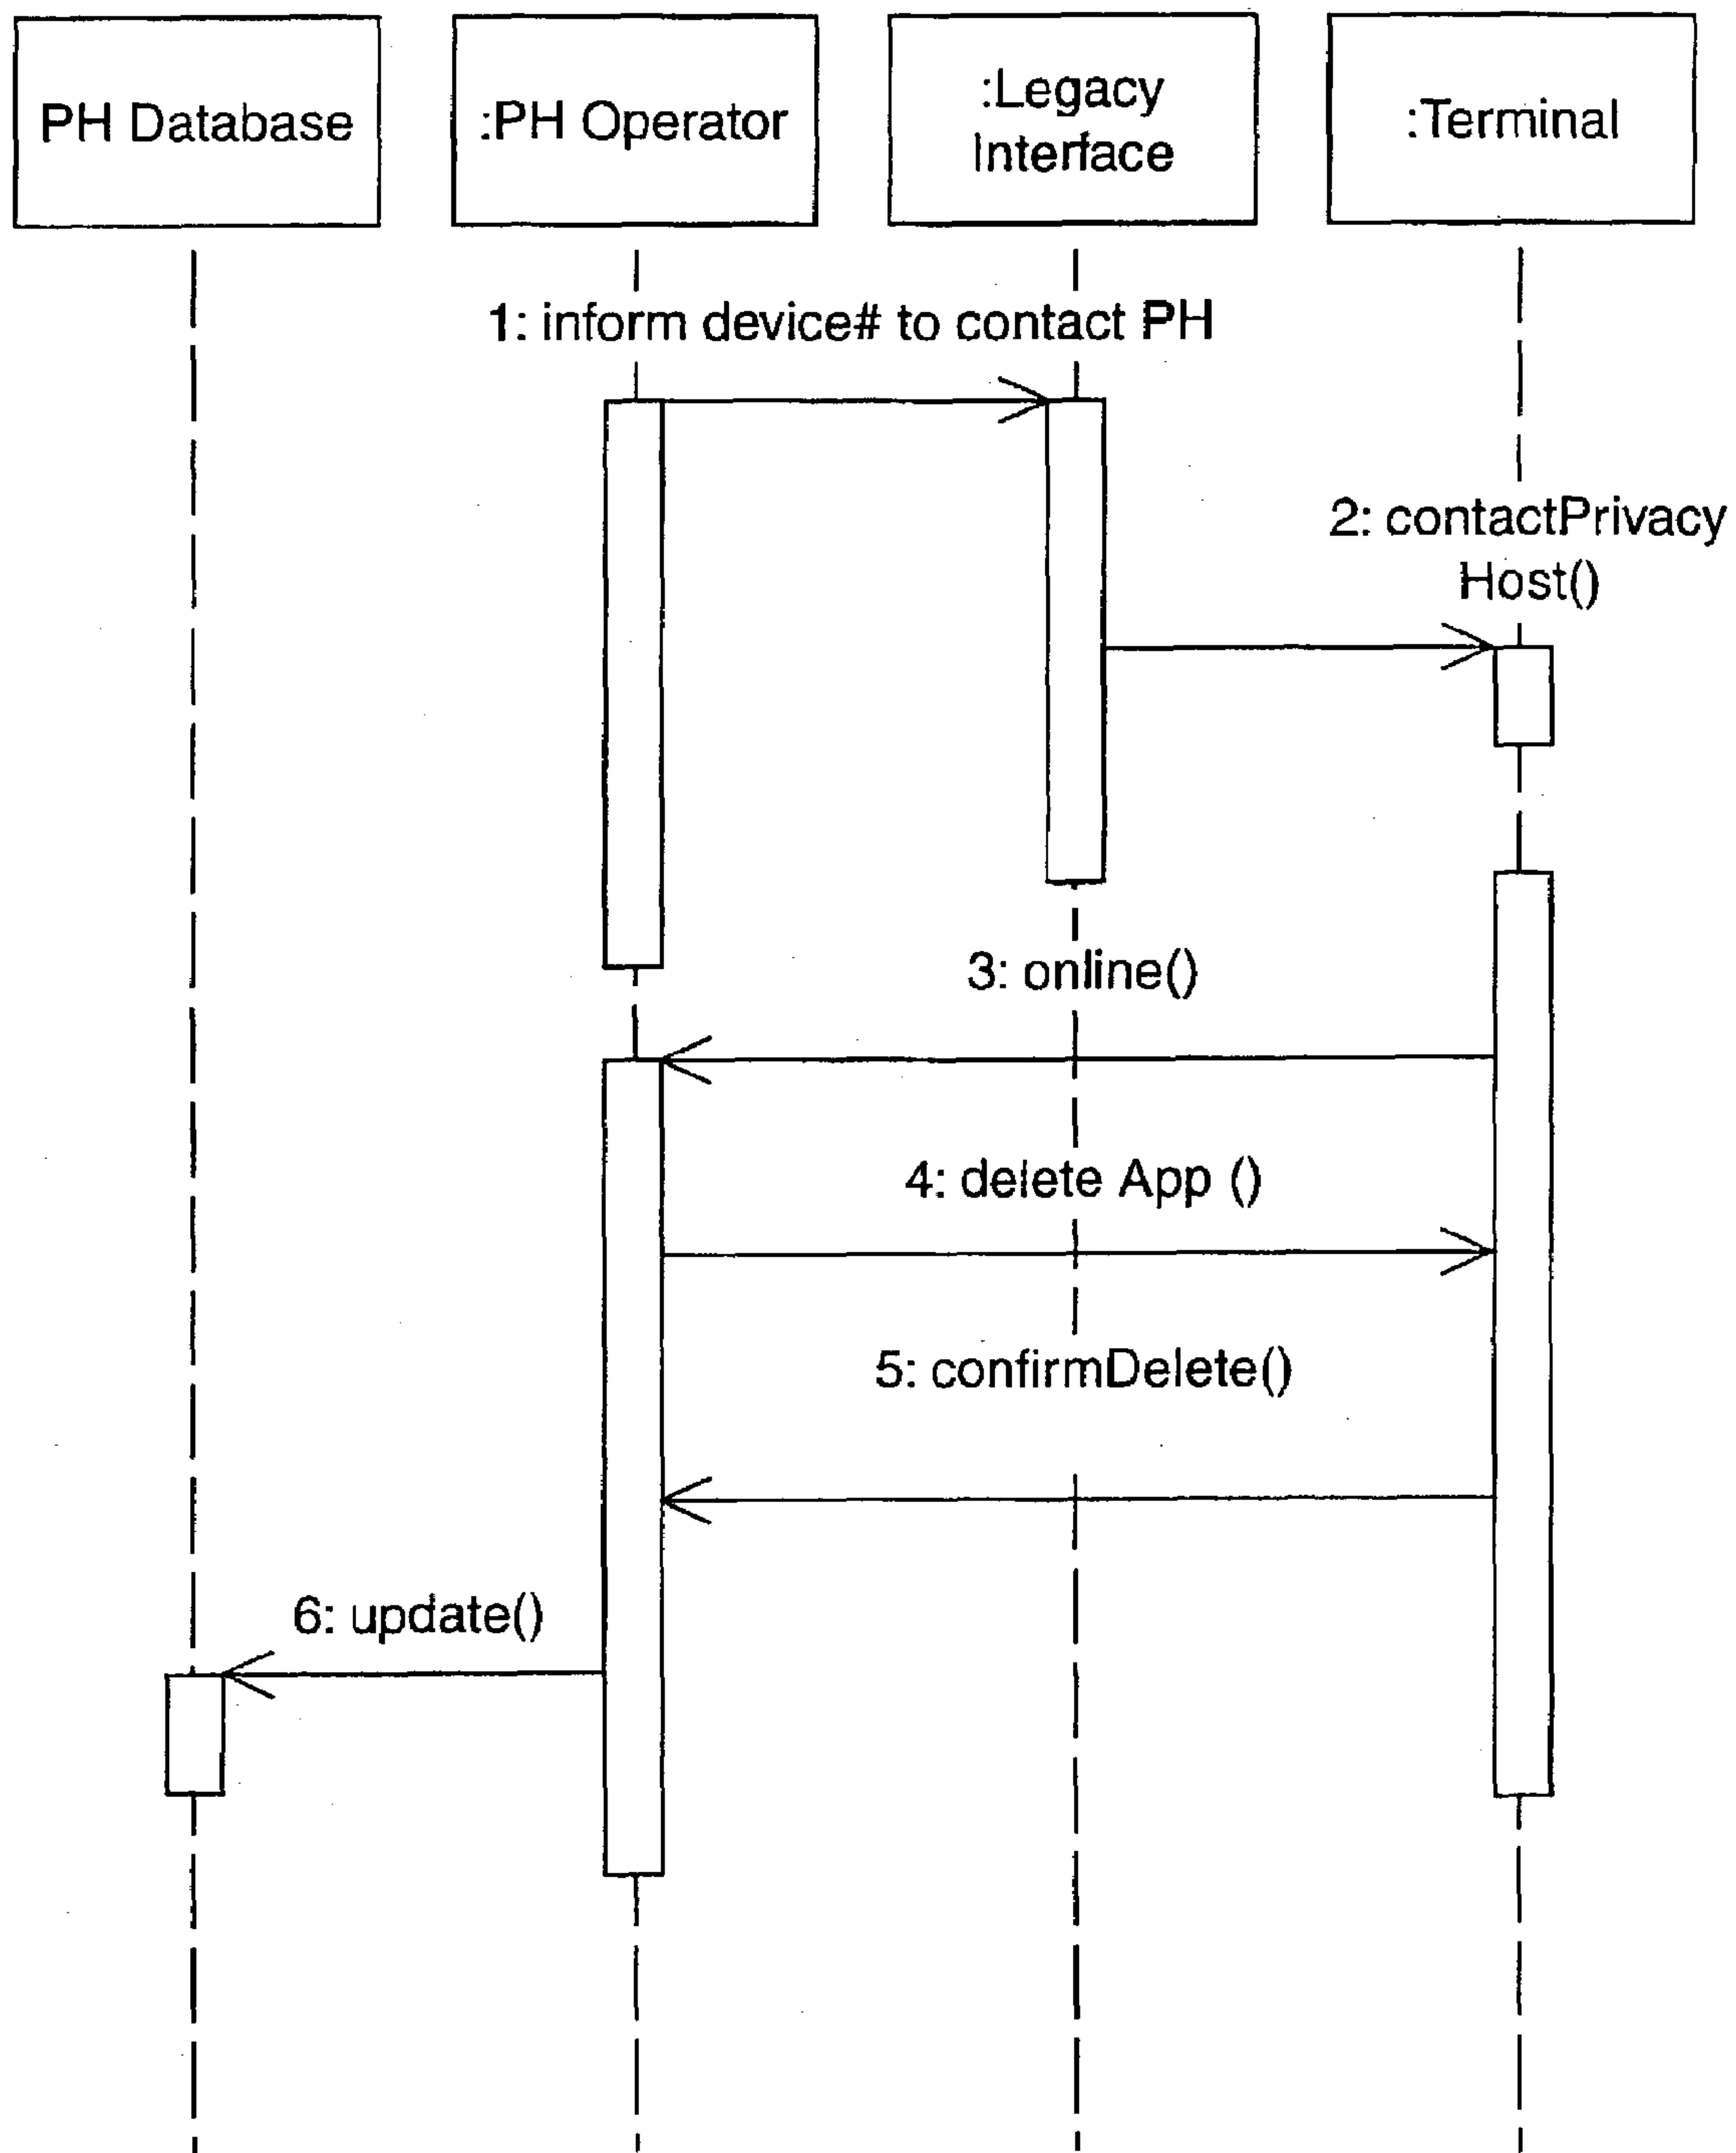 PH Database
:PH Operator
:Legacy
Interface
:Terminal
1: inform device# to contact PH
2: contactPrivacy
Host()
3: online()
4: delete App ()
5: confirmDelete()
6: update()